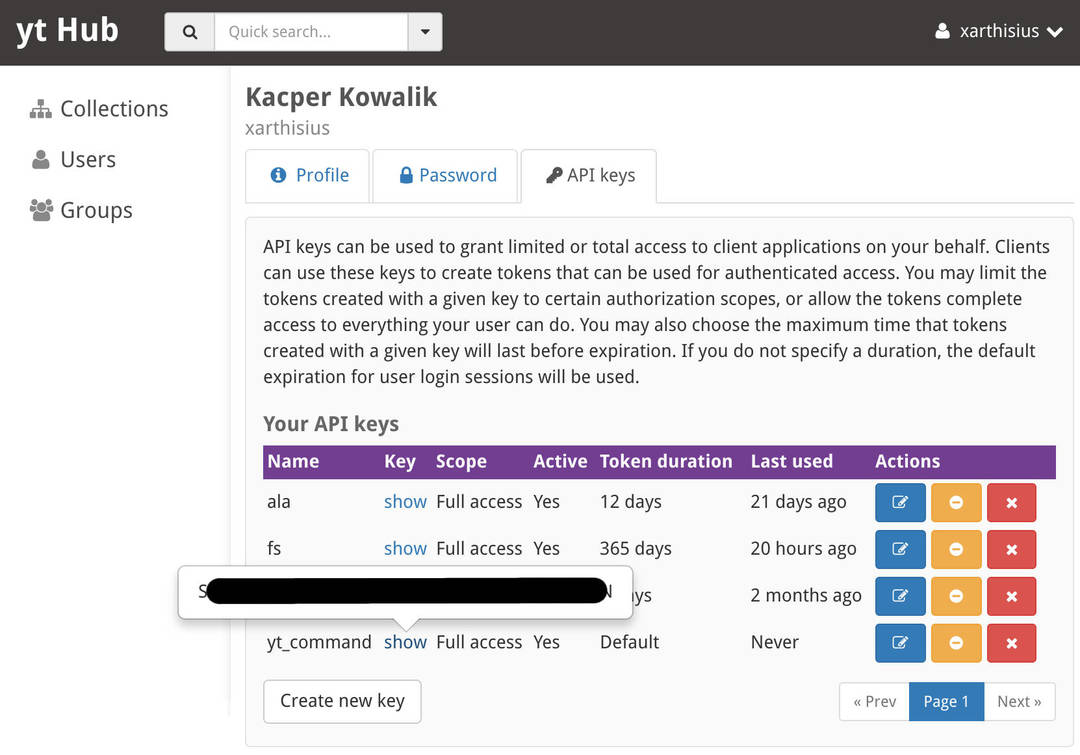 yt Hub
Quick search...
xarthisius
Collections
Users
Groups
Kacper Kowalik
xarthisius
Profile
Password
API keys
API keys can be used to grant limited or total access to client applications on your behalf. Clients
can use these keys to create tokens that can be used for authenticated access. You may limit the
tokens created with a given key to certain authorization scopes, or allow the tokens complete
access to everything your user can do. You may also choose the maximum time that tokens
created with a given key will last before expiration. If you do not specify a duration, the default
expiration for user login sessions will be used.
Your API keys
Name Key Scope Active Token duration Last used Actions
ala show Full access Yes 12 days 21 days ago
fs show Full access Yes 365 days 20 hours ago
2 months ago
yt_command show Full access Yes Default Never
Create new key
« Prev Page 1 Next »